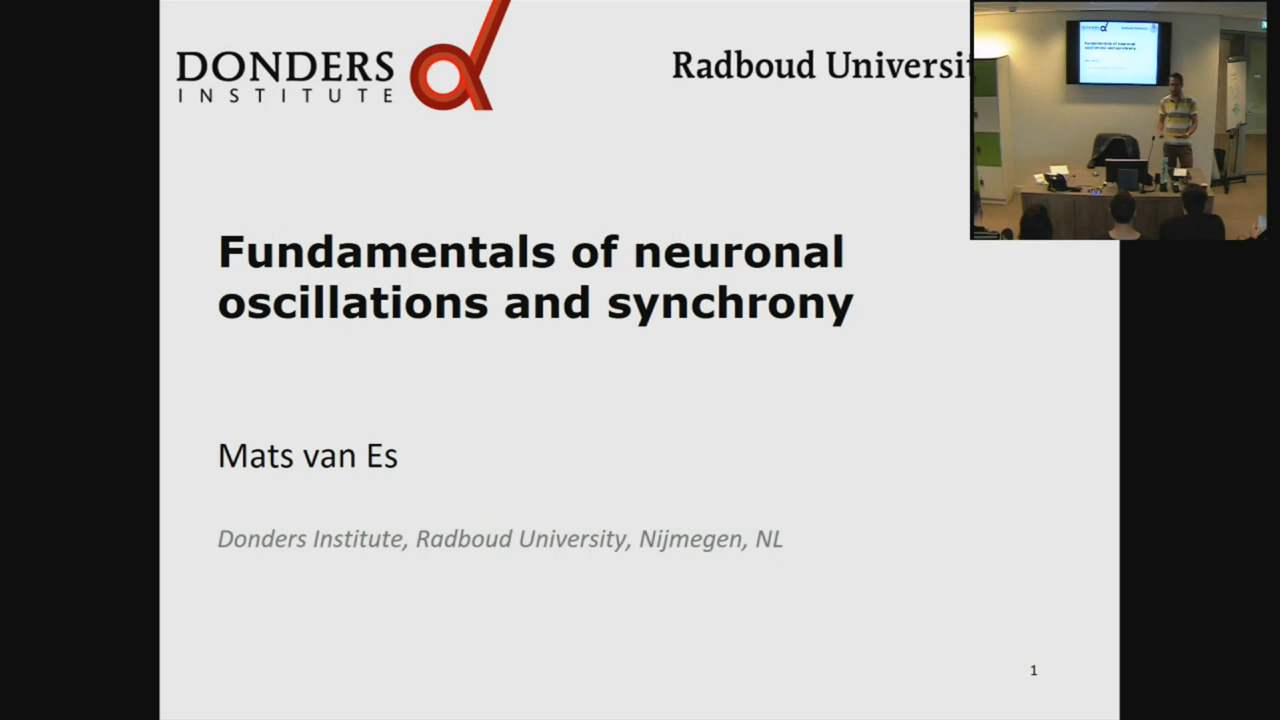 DONDERS
INSTITUTE
Radboud Universit
Fundamentals of neuronal
oscillations and synchrony
Mats van Es
Donders Institute, Radboud University, Nijmegen, NL
1